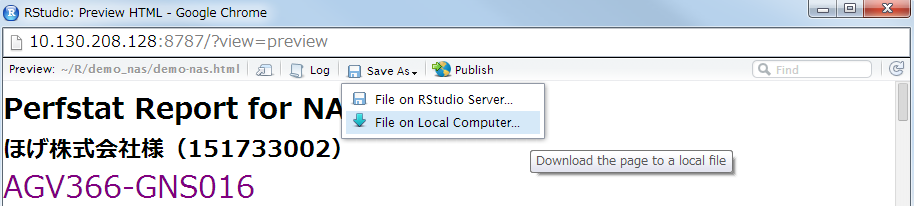 RStudio: Preview HTML - Google Chrome
10.130.208.128:8787/?view=preview
Preview: ~/R/demo_nas/demo-nas.html Log Save As Publish Find
File on RStudio Server...
File on Local Computer...
Perfstat Report for NA
ほげ株式会社様（151733002）
Download the page to a local file
AGV366-GNS016